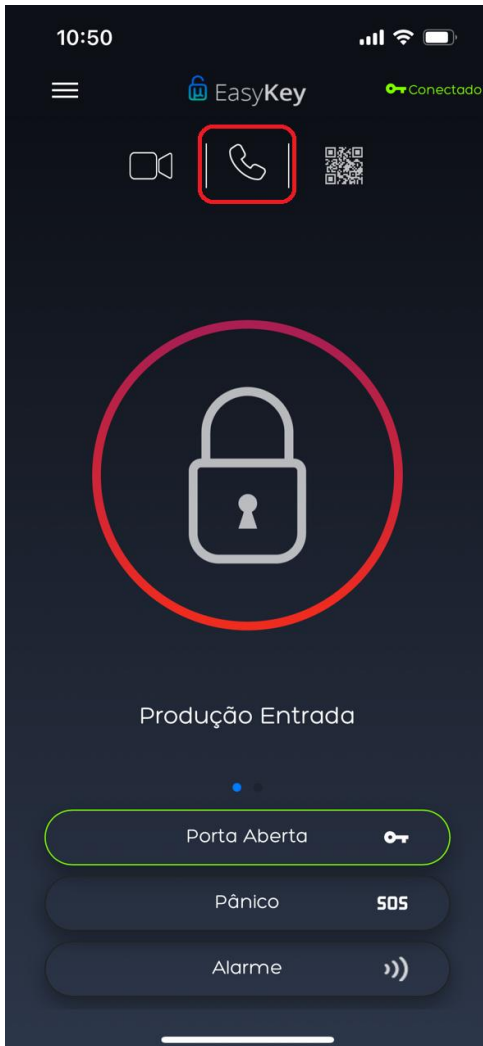 10:50
EasyKey
Conectado
Produção Entrada
Porta Aberta
Pânico SOS
Alarme